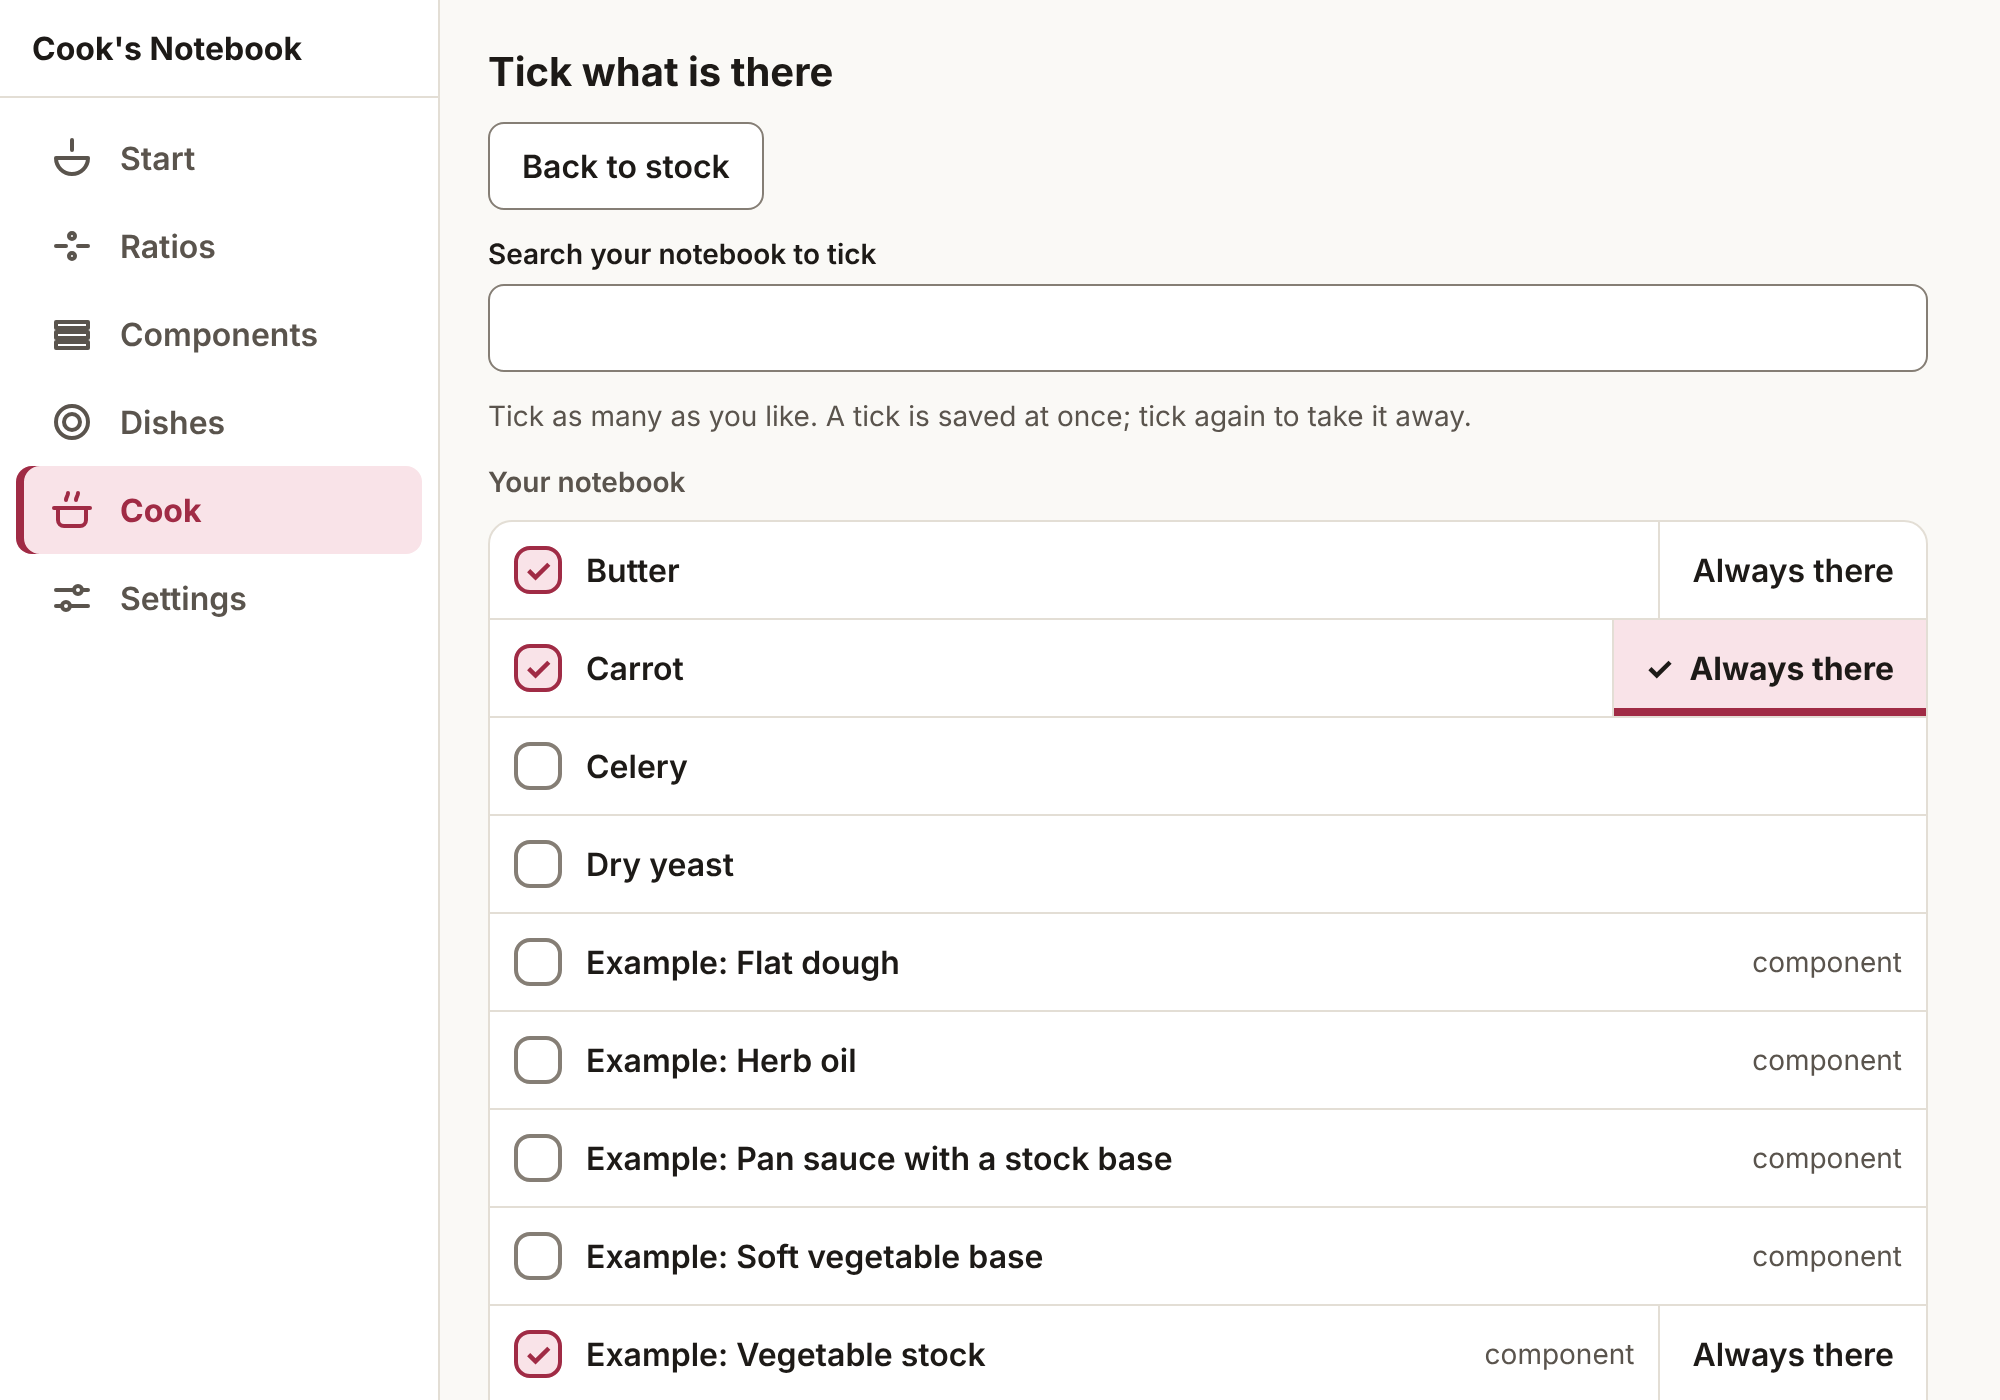 Cook's Notebook
Start
Ratios
Components
Dishes
Cook
Settings
Tick what is there
Back to stock
Search your notebook to tick
Tick as many as you like. A tick is saved at once; tick again to take it away.
Your notebook
Butter Always there
Carrot Always there
Celery
Dry yeast
Example: Flat dough component
Example: Herb oil component
Example: Pan sauce with a stock base component
Example: Soft vegetable base component
Example: Vegetable stock component Always there